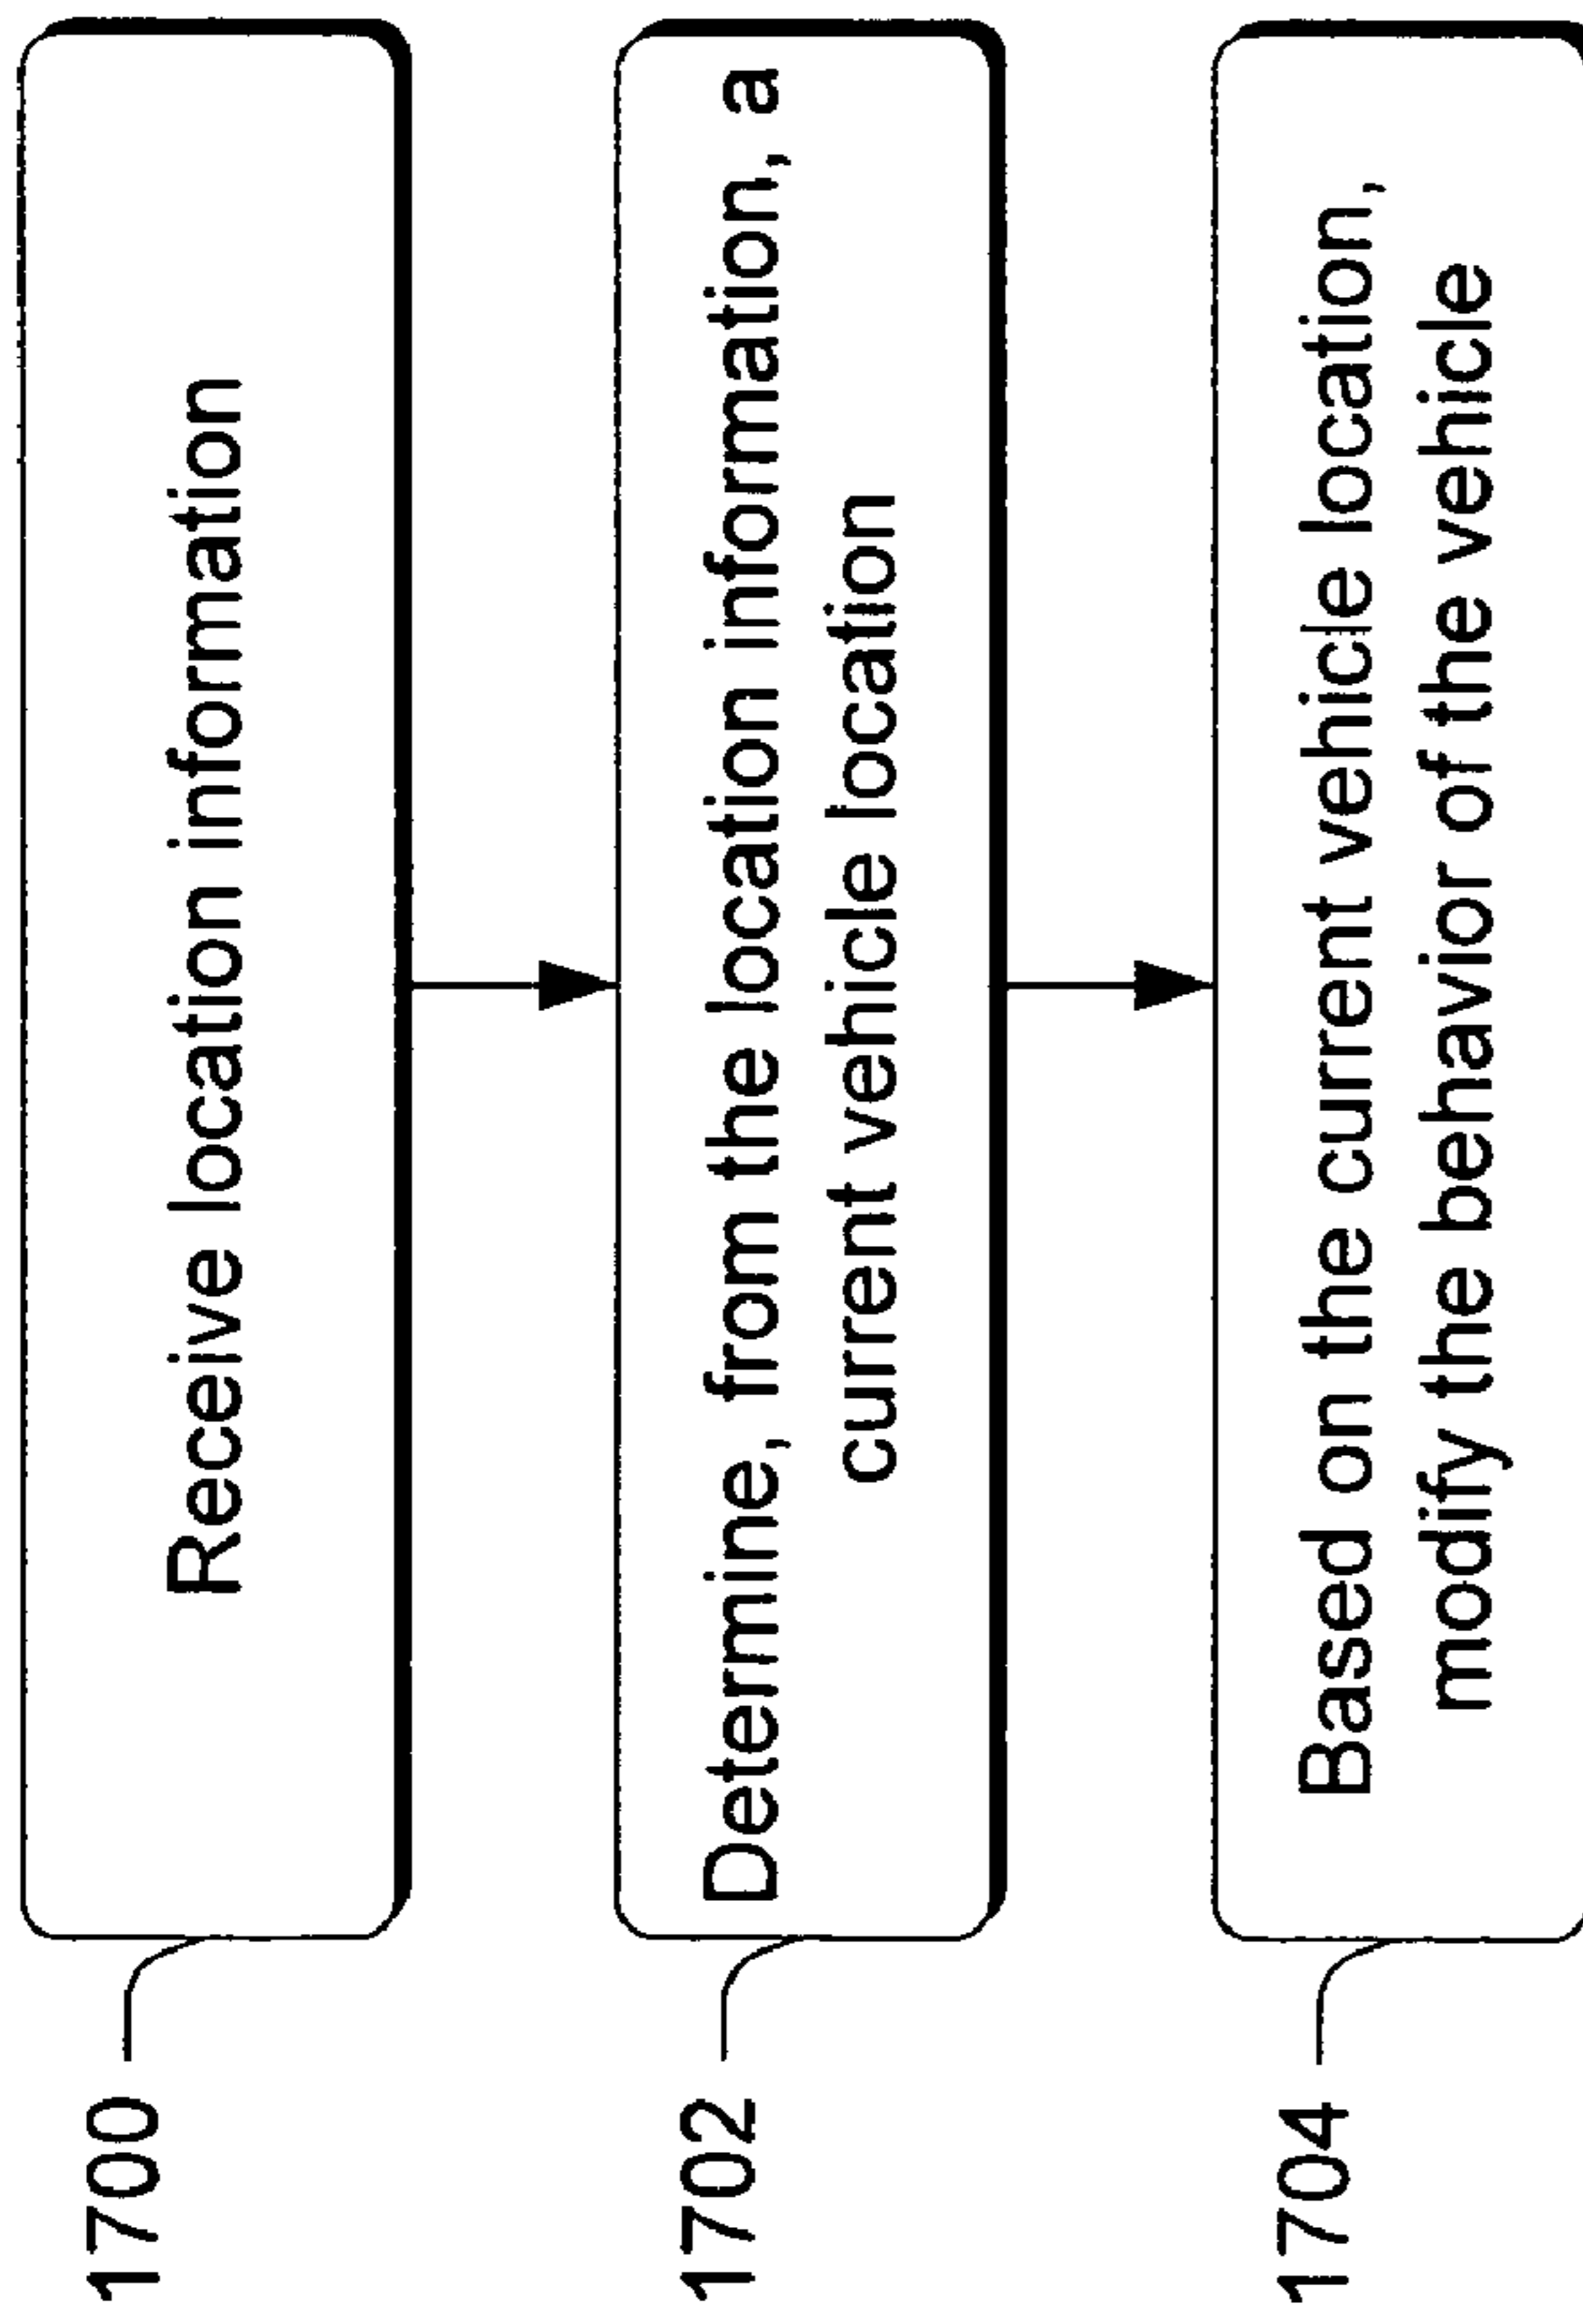 1700
Receive location information
1702
Determine, from the location information, a
current vehicle location
1704
Based on the current vehicle location,
modify the behavior of the vehicle